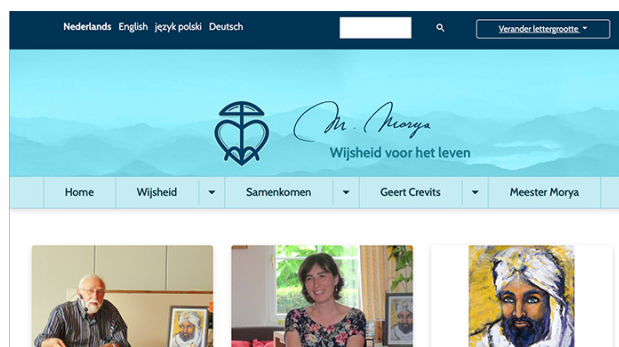 Nederlands English język polski Deutsch
Verander lettergrootte
M. Morya
Wijsheid voor het leven
Home Wijsheid Samenkomen Geert Crevits Meester Morya